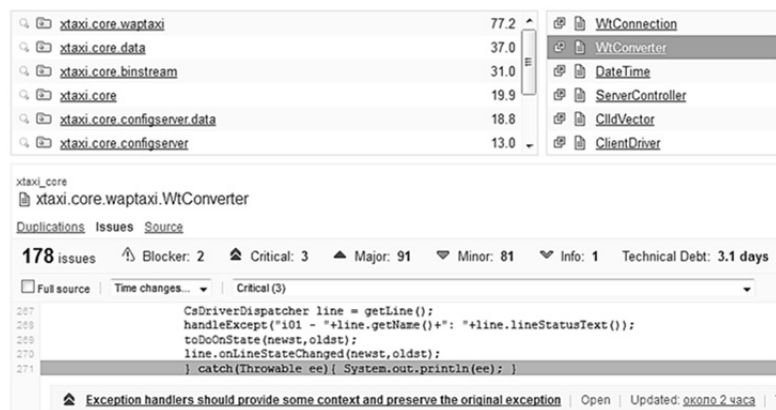 xtaxi.core.waptaxi 77.2
xtaxi.core.data 37.0
xtaxi.core.binstream 31.0
xtaxi.core 19.9
xtaxi.core.configserver.data 18.8
xtaxi.core.configserver 13.0
WtConnection
WtConverter
DateTime
ServerController
ClldVector
ClientDriver
xtaxi_core
xtaxi.core.waptaxi.WtConverter
Duplications Issues Source
178 issues Blocker: 2 Critical: 3 Major: 91 Minor: 81 Info: 1 Technical Debt: 3.1 days
Full source Time changes... Critical (3)
267 CsDriverDispatcher line = getLine();
268 handleExcept("i01 - "+line.getName()+": "+line.lineStatusText());
269 toDoOnState(newst,oldst);
270 line.onLineStateChanged(newst,oldst);
271 } catch(Throwable ee){ System.out.println(ee); }
Exception handlers should provide some context and preserve the original exception | Open | Updated: около 2 часа |